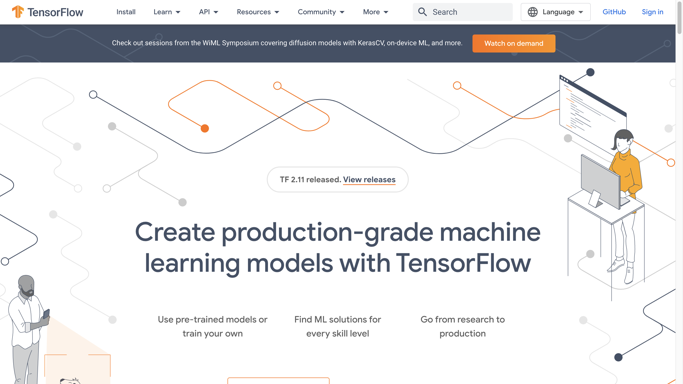 TensorFlow Install Learn API Resources Community More Search Language GitHub Sign in
Check out sessions from the WiML Symposium covering diffusion models with KerasCV, on-device ML, and more. Watch on demand
TF 2.11 released. View releases
Create production-grade machine
learning models with TensorFlow
Use pre-trained models or
train your own
Find ML solutions for
every skill level
Go from research to
production